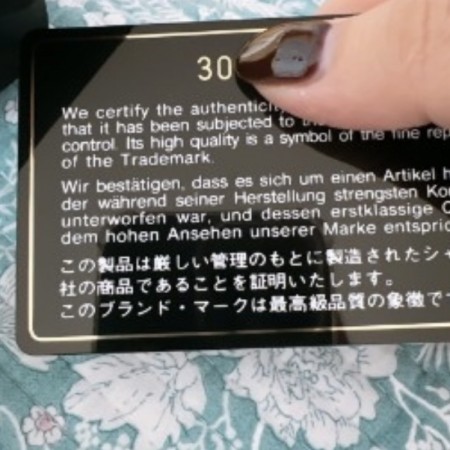 30
We certify the authenticity
that it has been subjected to
control. Its high quality is a symbol of the fine rep
of the Trademark.
Wir bestätigen, dass es sich um einen Artikel h
der während seiner Herstellung strengsten Ko
unterworfen war, und dessen erstklassige
dem hohen Ansehen unserer Marke entspric
この製品は厳しい管理のもとに製造されたシャ
社の商品であることを証明いたします。
このブランド・マークは最高級品質の象徴で